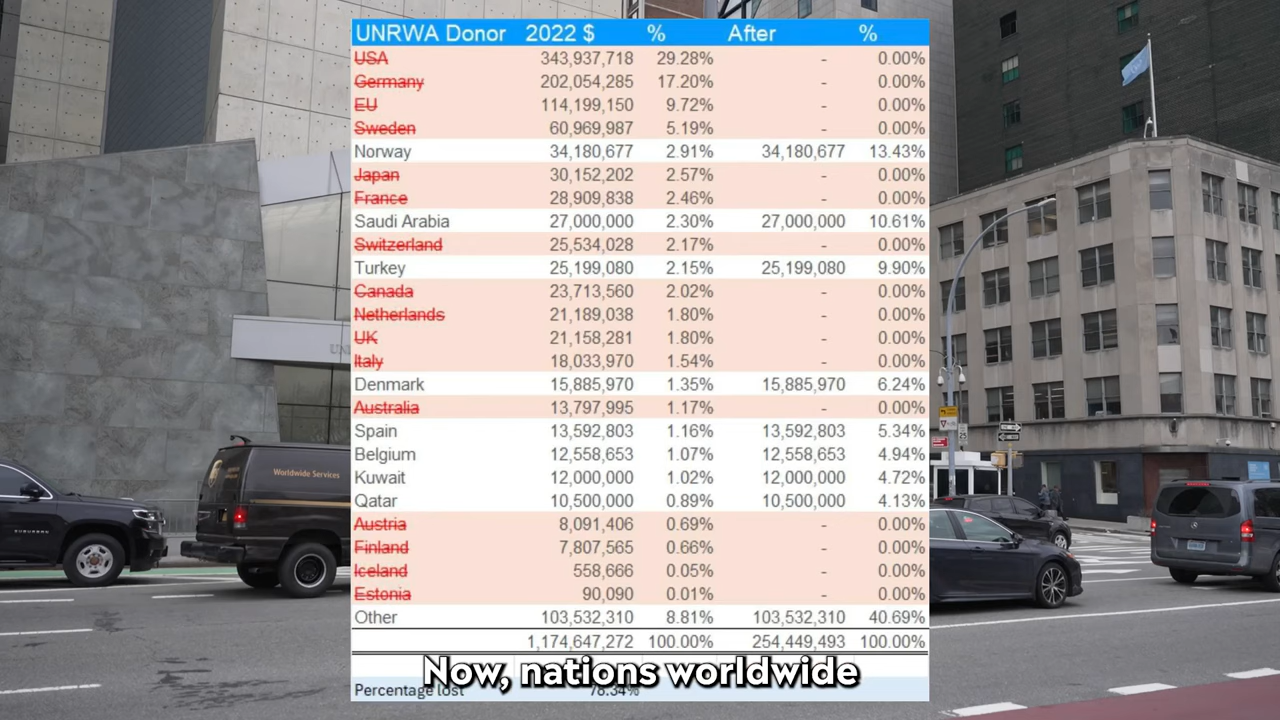 UNRWA Donor 2022 $ % After %
USA 343,937,718 29.28% - 0.00%
Germany 202,054,285 17.20% - 0.00%
EU 114,199,150 9.72% - 0.00%
Sweden 60,969,987 5.19% - 0.00%
Norway 34,180,677 2.91% 34,180,677 13.43%
Japan 30,152,202 2.57% - 0.00%
France 28,909,838 2.46% - 0.00%
Saudi Arabia 27,000,000 2.30% 27,000,000 10.61%
Switzerland 25,534,028 2.17% - 0.00%
Turkey 25,199,080 2.15% 25,199,080 9.90%
Canada 23,713,560 2.02% - 0.00%
Netherlands 21,189,038 1.80% - 0.00%
UK 21,158,281 1.80% - 0.00%
Italy 18,033,970 1.54% - 0.00%
Denmark 15,885,970 1.35% 15,885,970 6.24%
Australia 13,797,995 1.17% - 0.00%
Spain 13,592,803 1.16% 13,592,803 5.34%
Belgium 12,558,653 1.07% 12,558,653 4.94%
Kuwait 12,000,000 1.02% 12,000,000 4.72%
Qatar 10,500,000 0.89% 10,500,000 4.13%
Austria 8,091,406 0.69% - 0.00%
Finland 7,807,565 0.66% - 0.00%
Iceland 558,666 0.05% - 0.00%
Estonia 90,090 0.01% - 0.00%
Other 103,532,310 8.81% 103,532,310 40.69%
1,174,647,272 100.00% 254,449,493 100.00%
Now, nations worldwide
Percentage lost 78.34%
Worldwide Services
SUBURBAN